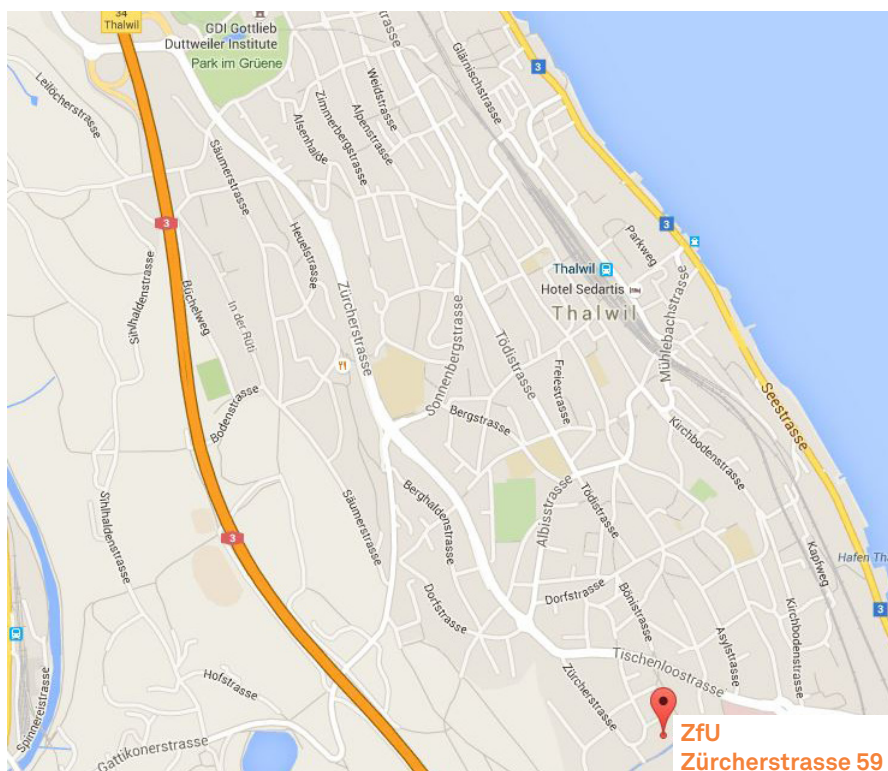 34
Thalwil
GDI Gottlieb
Duttweiler Institute
Park im Grüene
Glärnischstrasse
3
Leilöcherstrasse
Weidstrasse
Zimmerbergstrasse
Alpenstrasse
Alsenhalde
Säumerstrasse
3
3
Parkweg
Heuelstrasse
Sihlhaldenstrasse
Büchelweg
In der Rüti
Zürcherstrasse
Thalwil
Hotel Sedartis
Thalwil
Mühlebachstrasse
Sonnenbergstrasse
Tödistrasse
Freiestrasse
Seestrasse
Bodenstrasse
Bergstrasse
Kirchbodenstrasse
Sihlhaldenstrasse
Säumerstrasse
Berghaldenstrasse
Albisstrasse
Tödistrasse
3
Hafen Tha
Kapfweg
Dorfstrasse
Dorfstrasse
Bönistrasse
Kirchbodenstrasse
3
Asylstrasse
Tischenloostrasse
Zürcherstrasse
Hofstrasse
Spinnereistrasse
Gattikonerstrasse
ZfU
Zürcherstrasse 59